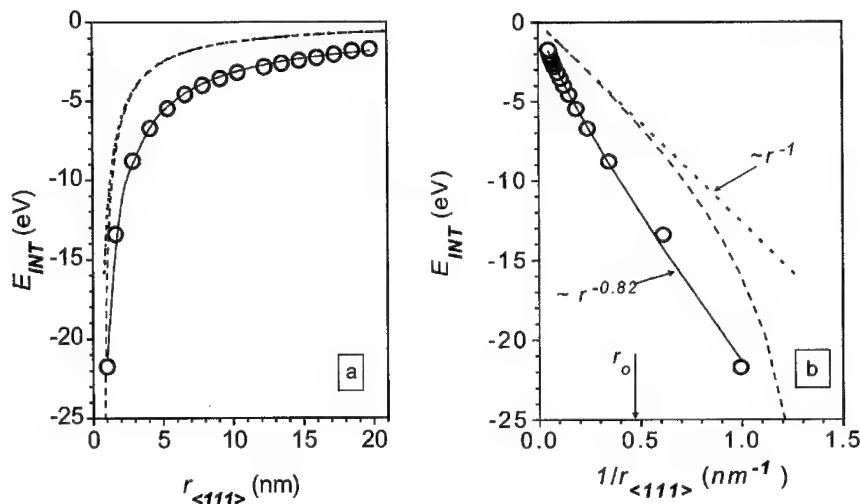 0
-5
-10
-15
-20
-25
E_INT (eV)
0 5 10 15 20
r_<111> (nm)
a
-0
-5
-10
-15
-20
-25
E_INT (eV)
~r^-1
~ r^-0.82
r_o
b
0.0 0.5 1.0 1.5
1/r_<111> (nm^-1)